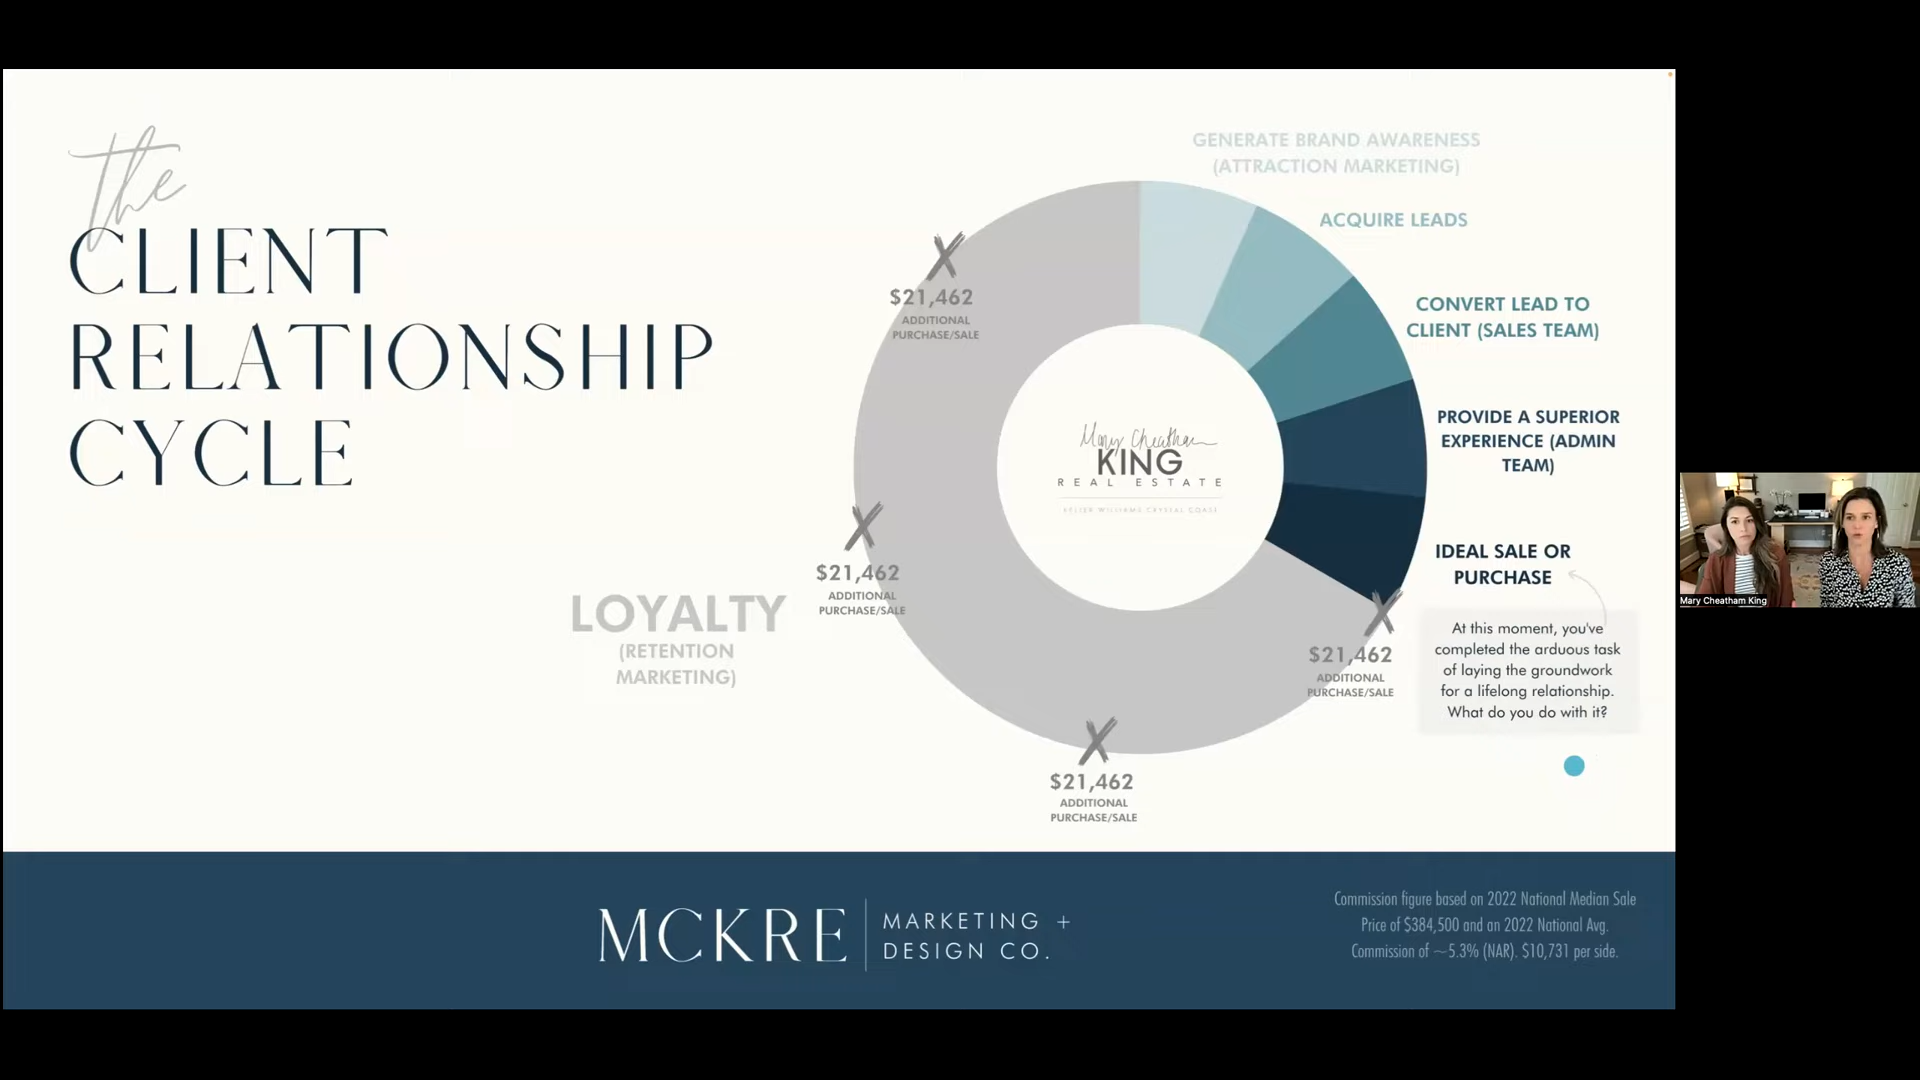 the
CLIENT
RELATIONSHIP
CYCLE
GENERATE BRAND AWARENESS
(ATTRACTION MARKETING)
ACQUIRE LEADS
CONVERT LEAD TO
CLIENT (SALES TEAM)
PROVIDE A SUPERIOR
EXPERIENCE (ADMIN
TEAM)
IDEAL SALE OR
PURCHASE
At this moment, you've
completed the arduous task
of laying the groundwork
for a lifelong relationship.
What do you do with it?
X
$21,462
ADDITIONAL
PURCHASE/SALE
X
$21,462
ADDITIONAL
PURCHASE/SALE
X
$21,462
ADDITIONAL
PURCHASE/SALE
X
$21,462
ADDITIONAL
PURCHASE/SALE
LOYALTY
(RETENTION
MARKETING)
Mary Cheatham
KING
REAL ESTATE
KELLER WILLIAMS CRYSTAL COAST
MCKRE
MARKETING +
DESIGN CO.
Commission figure based on 2022 National Median Sale
Price of $384,500 and an 2022 National Avg.
Commission of ~5.3% (NAR). $10,731 per side.
Mary Cheatham King